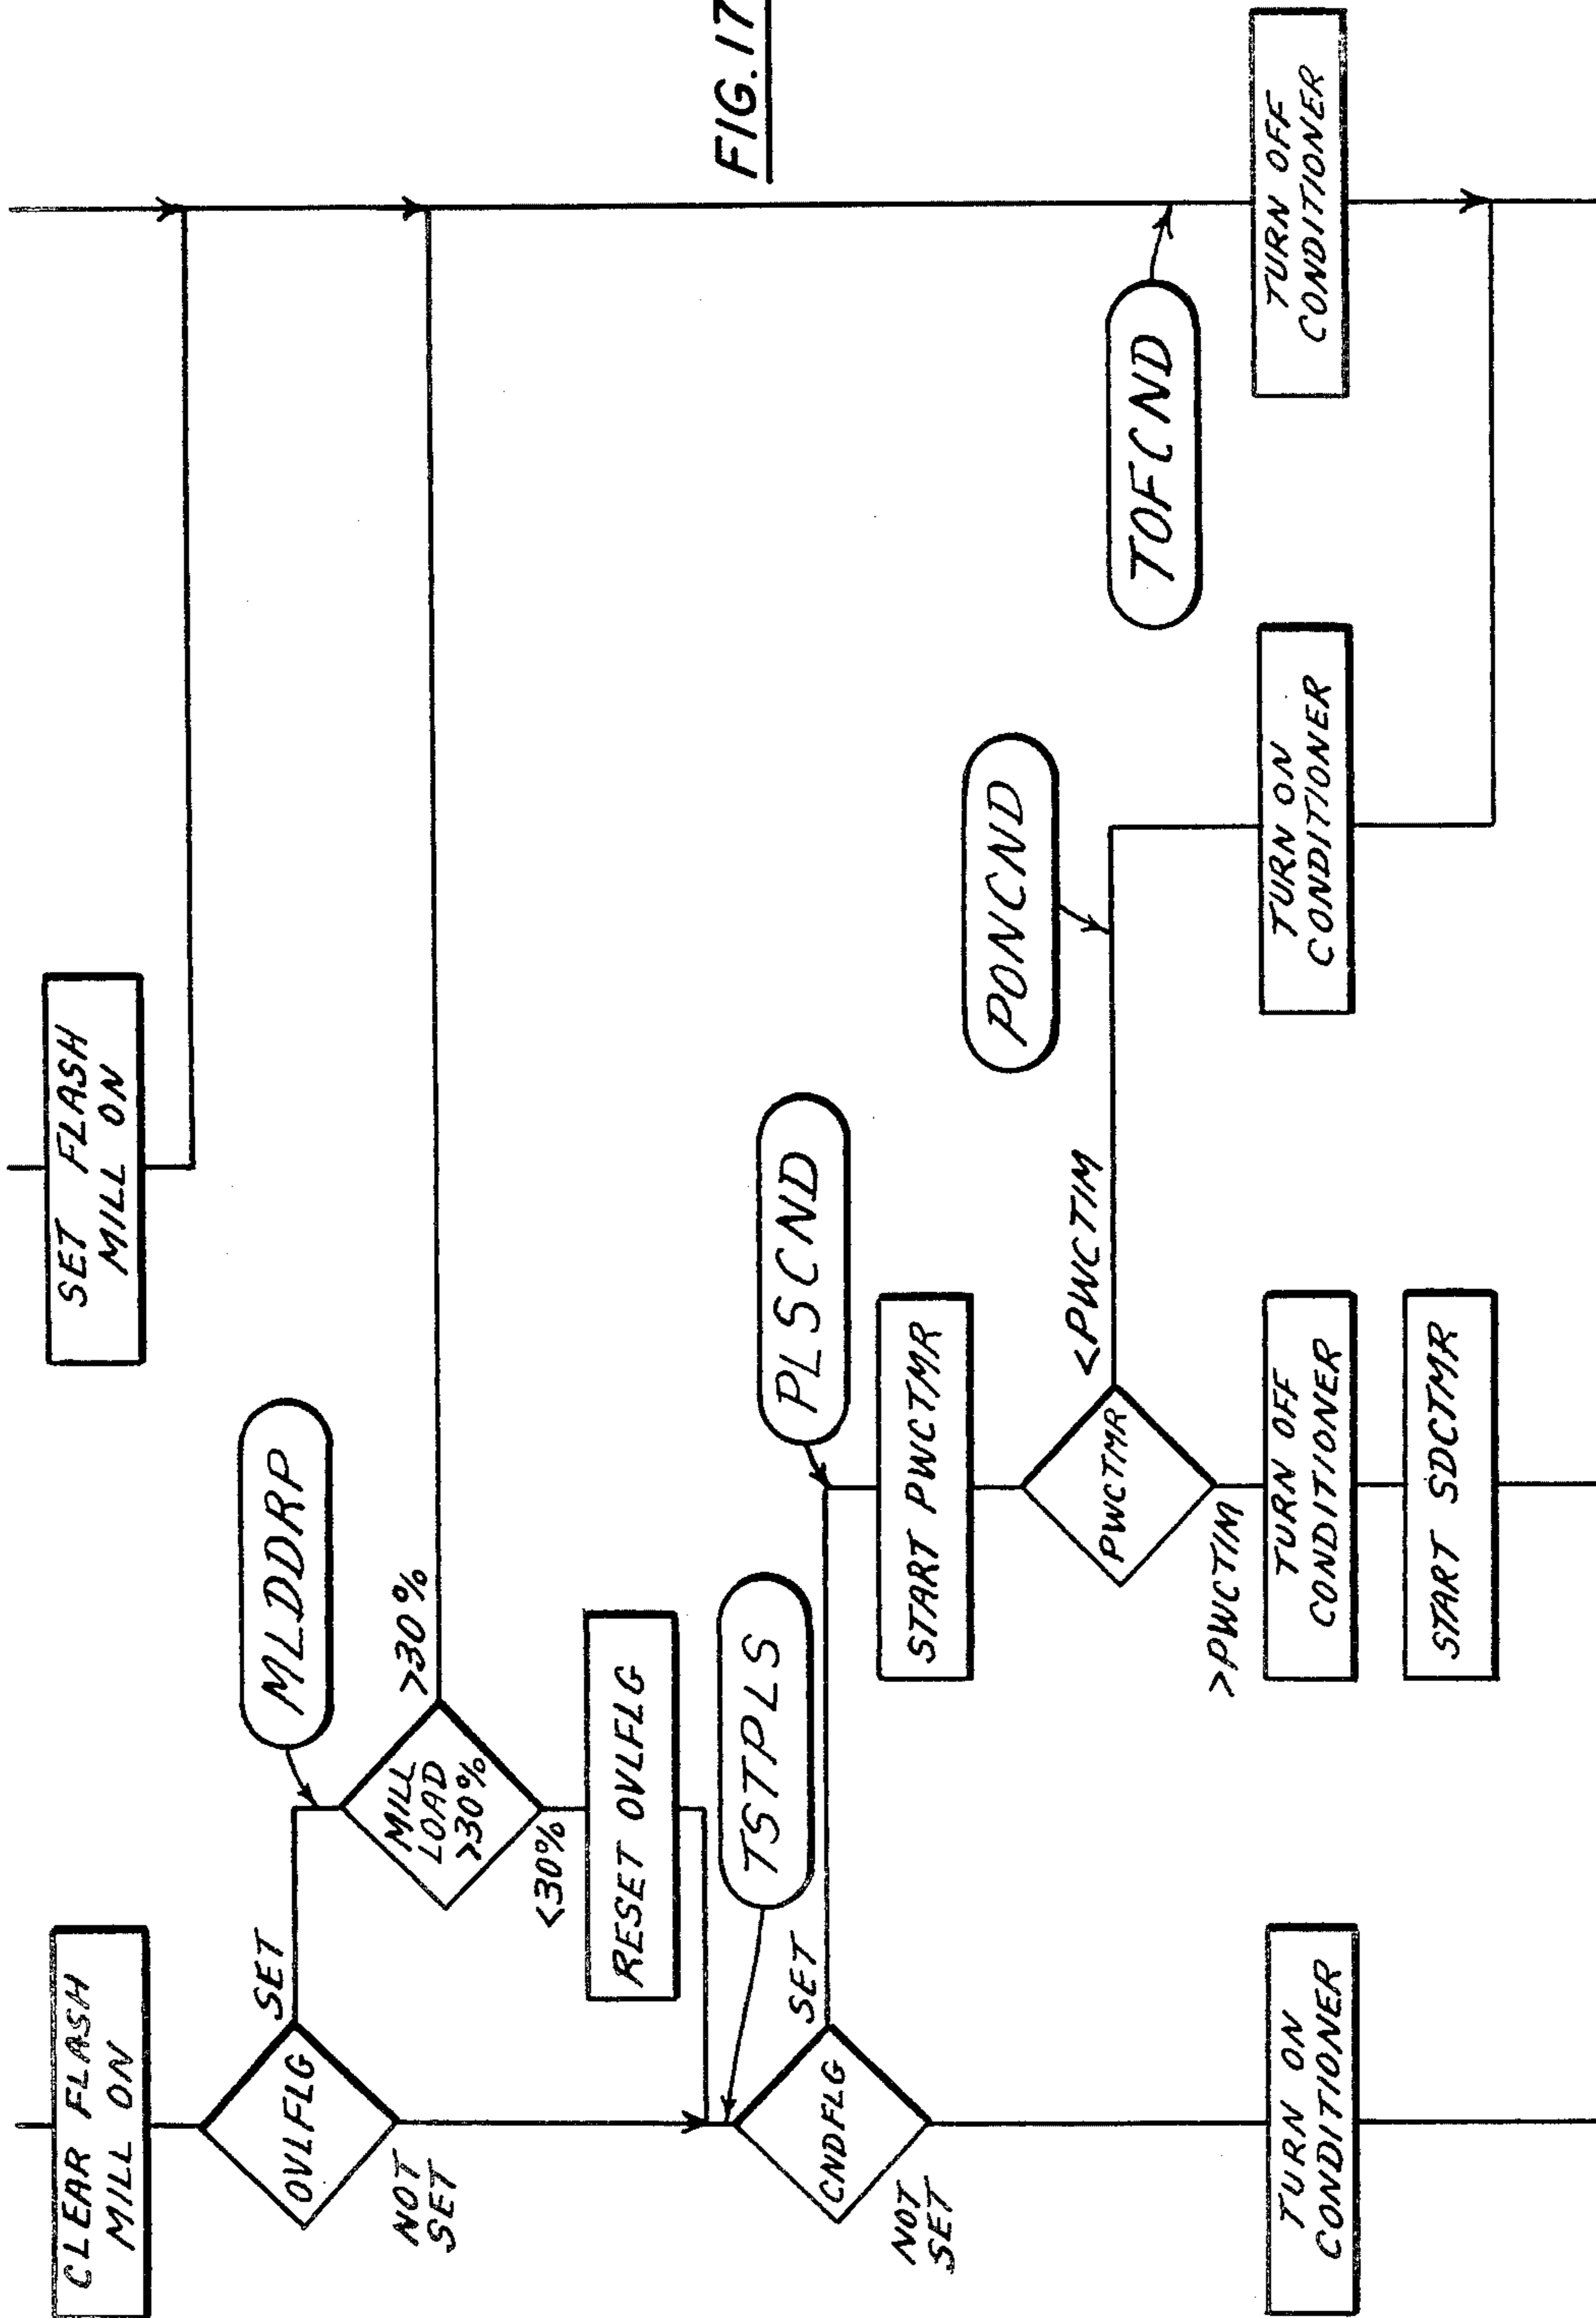 CLEAR FLASH
MILL ON
SET FLASH
MILL ON
OVLFLG
SET
NOT
SET
MLDDRP
MILL
LOAD
>30%
>30%
<30%
RESET OVLFLG
TSTPLS
CNDFLG
SET
NOT
SET
PLSCND
START PWCTMR
PWCTMR
<PWCTIM
>PWCTIM
PONCND
TOFCND
TURN ON
CONDITIONER
TURN OFF
CONDITIONER
START SDCTMR
TURN ON
CONDITIONER
TURN OFF
CONDITIONER
FIG.17